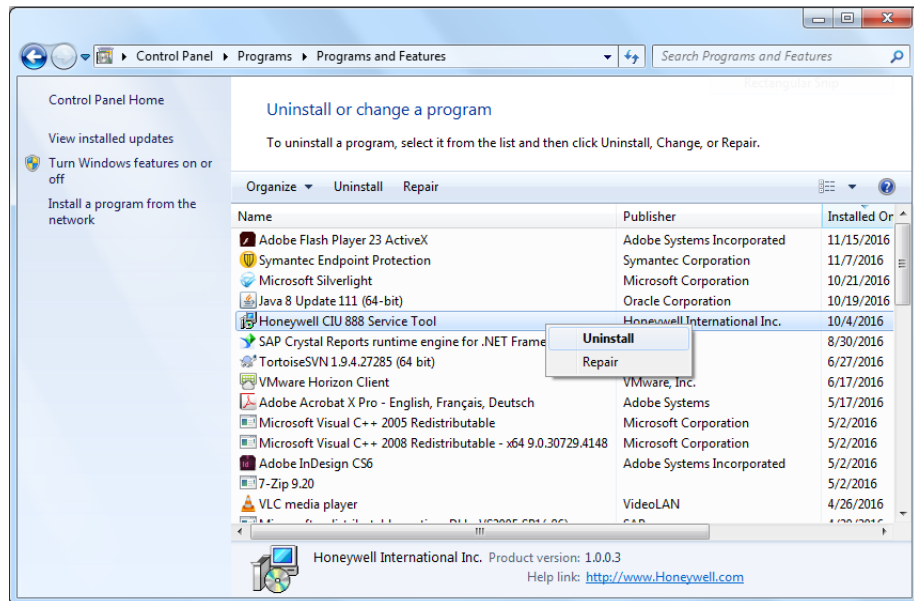 Control Panel Programs Programs and Features Search Programs and Features
Rectangular Snip
Control Panel Home
View installed updates
Turn Windows features on or
off
Install a program from the
network
Uninstall or change a program
To uninstall a program, select it from the list and then click Uninstall, Change, or Repair.
Organize Uninstall Repair
Name Publisher Installed Or
Adobe Flash Player 23 ActiveX Adobe Systems Incorporated 11/15/2016
Symantec Endpoint Protection Symantec Corporation 11/7/2016
Microsoft Silverlight Microsoft Corporation 10/21/2016
Java 8 Update 111 (64-bit) Oracle Corporation 10/19/2016
Honeywell CIU 888 Service Tool Honeywell International Inc. 10/4/2016
SAP Crystal Reports runtime engine for .NET Frame 8/30/2016
Uninstall
Repair
TortoiseSVN 1.9.4.27285 (64 bit) 6/27/2016
VMware Horizon Client VMware, Inc. 6/17/2016
Adobe Acrobat X Pro - English, Français, Deutsch Adobe Systems 5/17/2016
Microsoft Visual C++ 2005 Redistributable Microsoft Corporation 5/2/2016
Microsoft Visual C++ 2008 Redistributable - x64 9.0.30729.4148 Microsoft Corporation 5/2/2016
Adobe InDesign CS6 Adobe Systems Incorporated 5/2/2016
7-Zip 9.20 5/2/2016
VLC media player VideoLAN 4/26/2016
Honeywell International Inc. Product version: 1.0.0.3
Help link: http://www.Honeywell.com